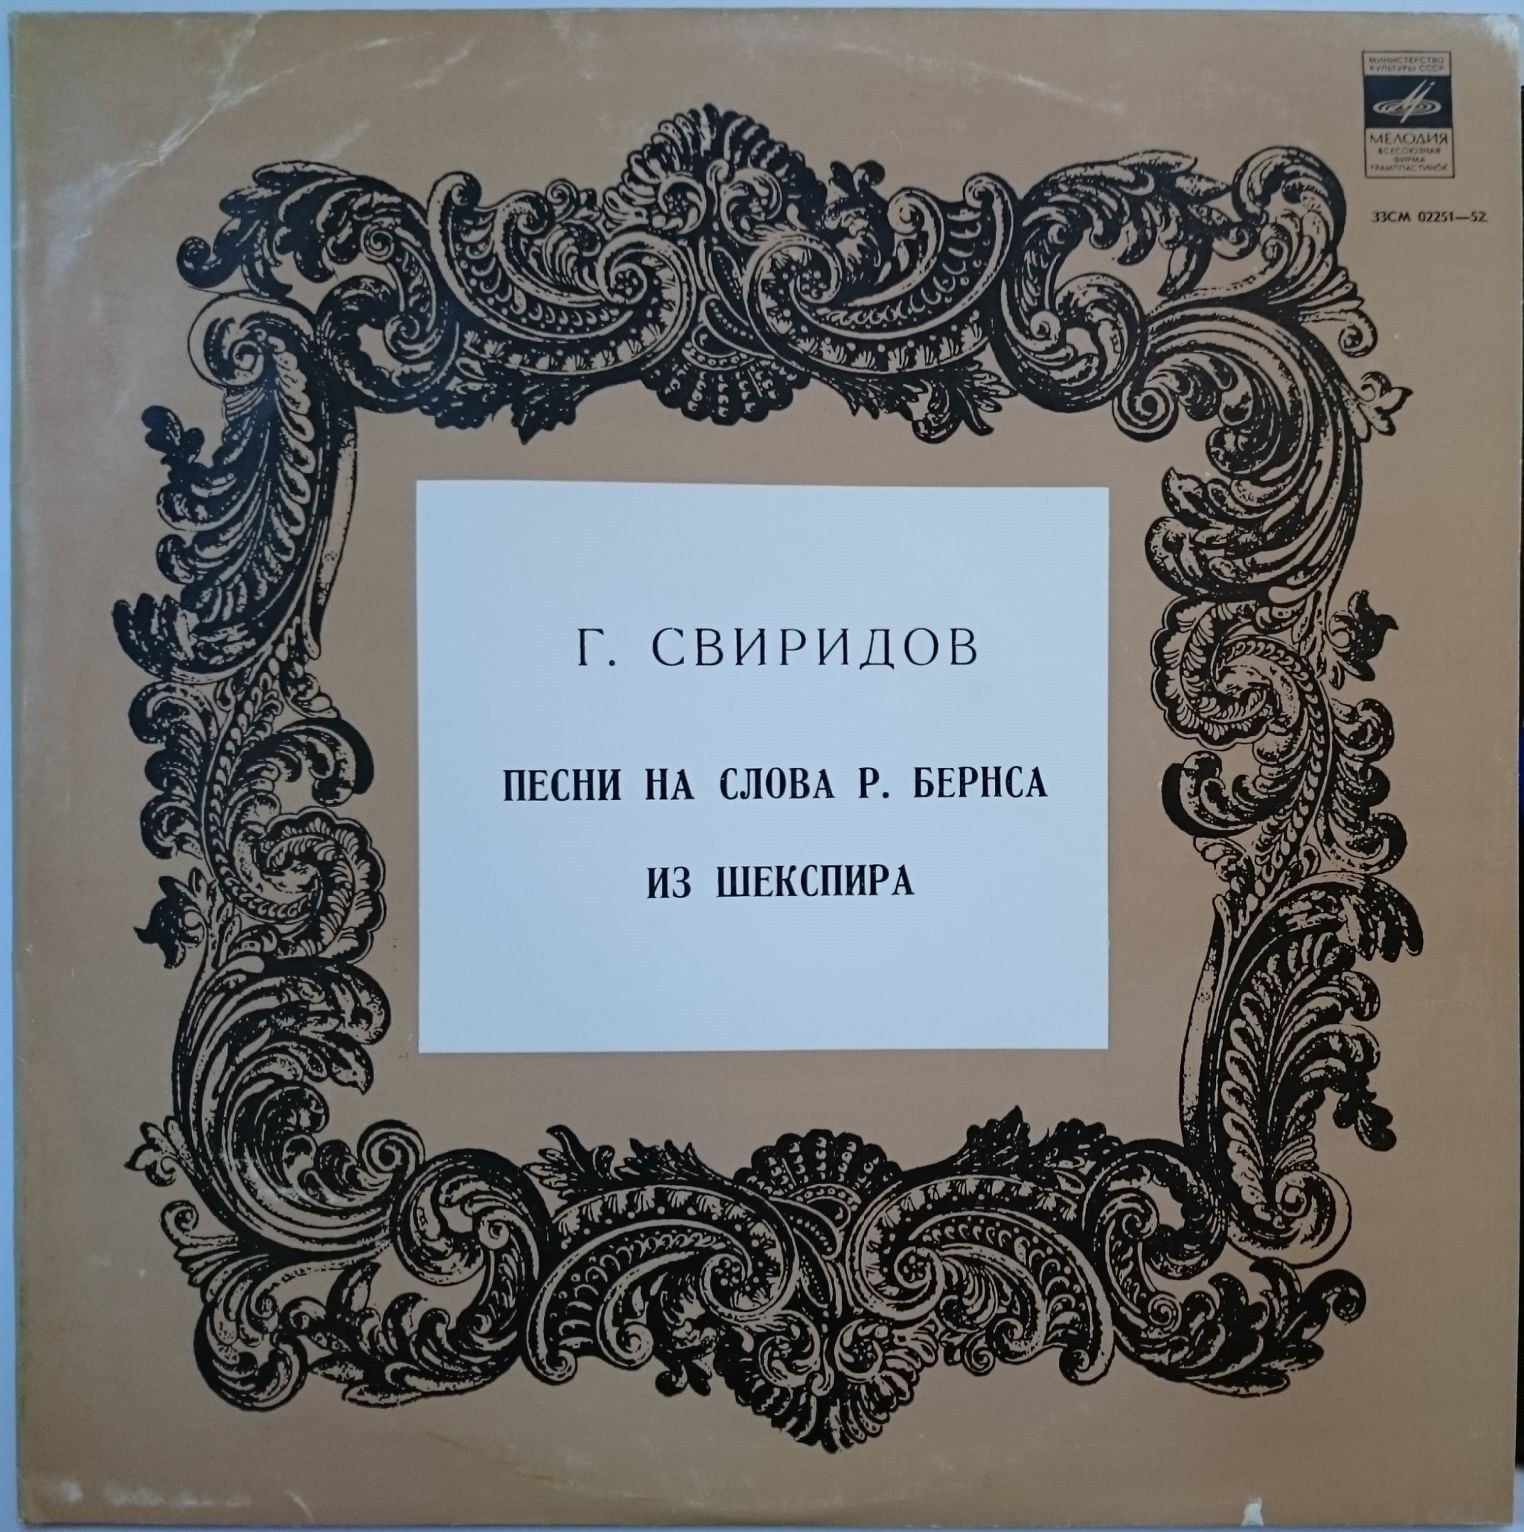 МИНИСТЕРСТВО
КУЛЬТУРЫ СССР
МЕЛОДИЯ
ВСЕСОЮЗНАЯ
ФИРМА
ГРАМПЛАСТИНОК
33СМ 02251—52
Г. СВИРИДОВ
ПЕСНИ НА СЛОВА Р. БЕРНСА
ИЗ ШЕКСПИРА